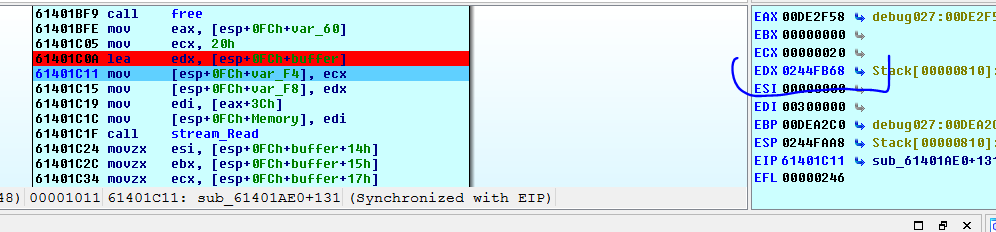 61401BF9 call    free
61401BFE mov     eax, [esp+0FCh+var_60]
61401C05 mov     ecx, 20h
61401C0A lea     edx, [esp+0FCh+buffer]
61401C11 mov     [esp+0FCh+var_F4], ecx
61401C15 mov     [esp+0FCh+var_F8], edx
61401C19 mov     edi, [eax+3Ch]
61401C1C mov     [esp+0FCh+Memory], edi
61401C1F call    stream_Read
61401C24 movzx   esi, [esp+0FCh+buffer+14h]
61401C2C movzx   ebx, [esp+0FCh+buffer+15h]
61401C34 movzx   ecx, [esp+0FCh+buffer+17h]
48) 00001011 61401C11: sub_61401AE0+131 (Synchronized with EIP)
EAX 00DE2F58 debug027:00DE2F
EBX 00000000
ECX 00000020
EDX 0244FB68 Stack[00000810]:
ESI 00000000
EDI 00300000
EBP 00DEA2C0 debug027:00DEA2
ESP 0244FAA8 Stack[00000810]:
EIP 61401C11 sub_61401AE0+13
EFL 00000246